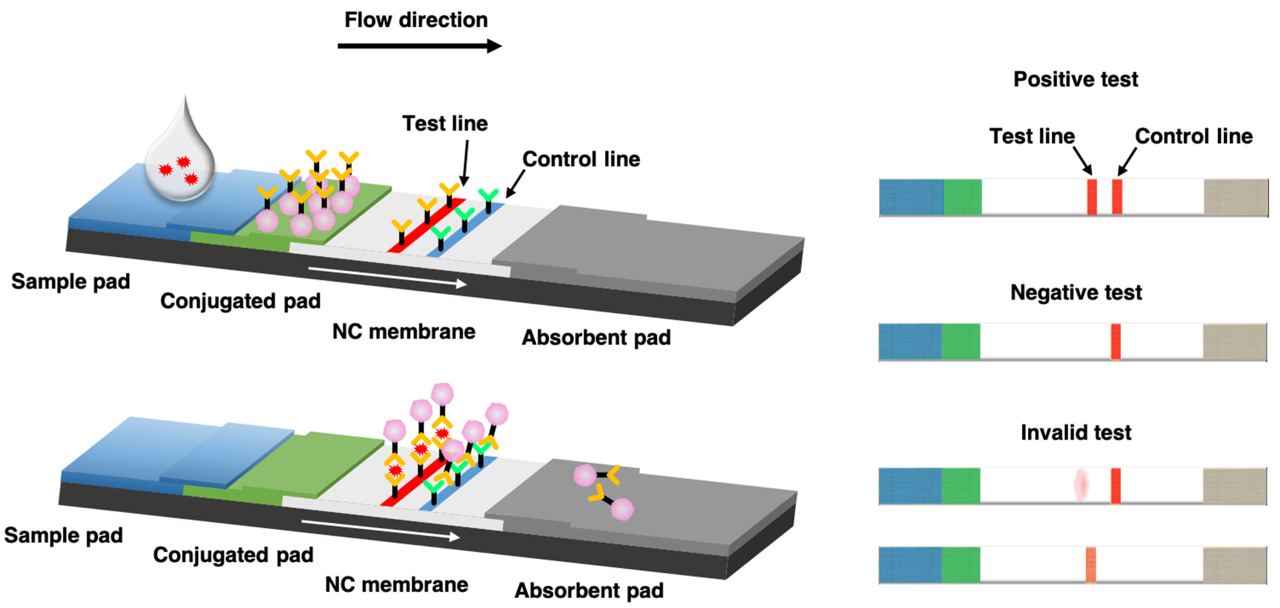 Flow direction
Test line
Control line
Sample pad
Conjugated pad
NC membrane
Absorbent pad
Sample pad
Conjugated pad
NC membrane
Absorbent pad
Positive test
Test line
Control line
Negative test
Invalid test